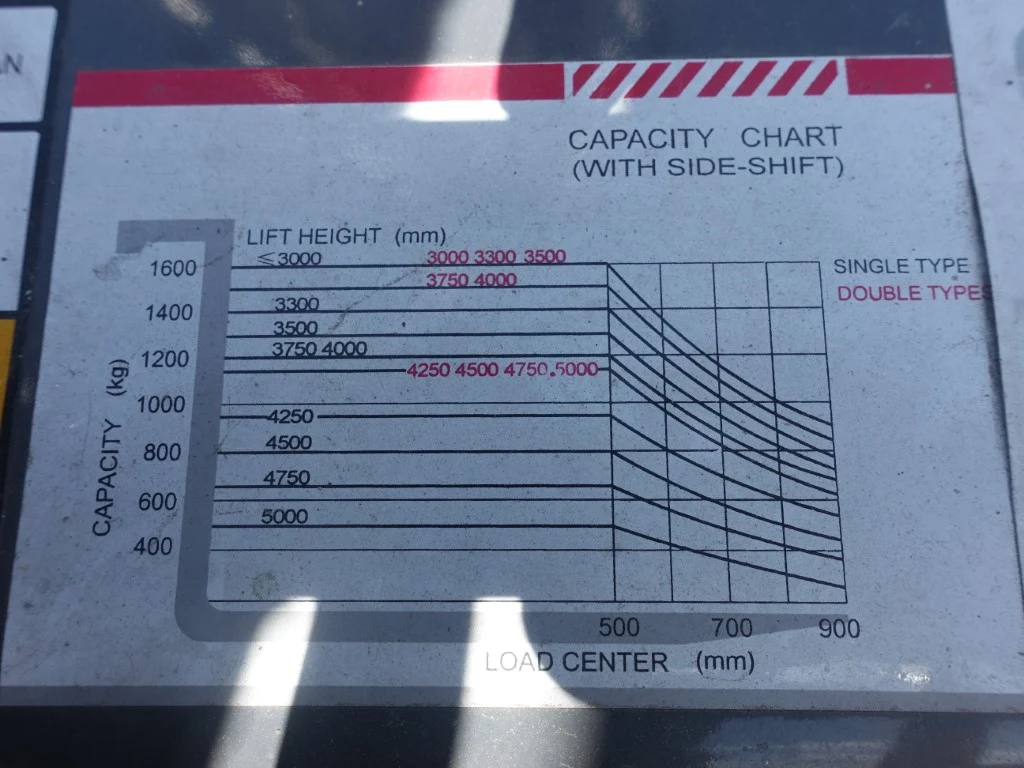 AN
CAPACITY CHART
(WITH SIDE-SHIFT)
LIFT HEIGHT (mm)
≤3000 3000 3300 3500
1600
SINGLE TYPE
3750 4000
DOUBLE TYPES
3300
1400
3500
3750 4000
1200
4250 4500 4750.5000
1000
4250
4500
800
4750
600
5000
400
CAPACITY (kg)
500 700 900
LOAD CENTER (mm)